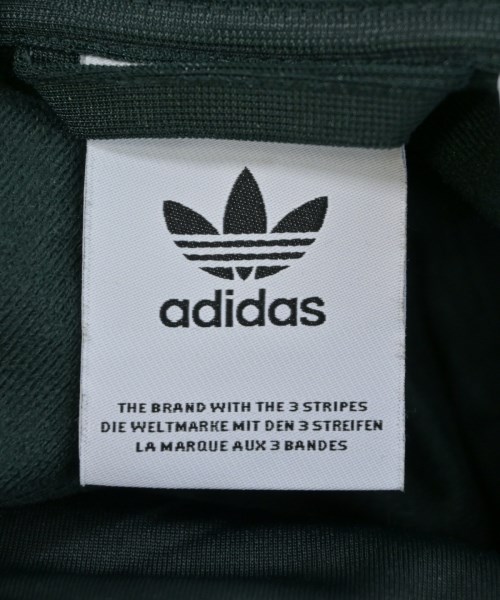 adidas
THE BRAND WITH THE 3 STRIPES
DIE WELTMARKE MIT DEN 3 STREIFEN
LA MARQUE AUX 3 BANDES